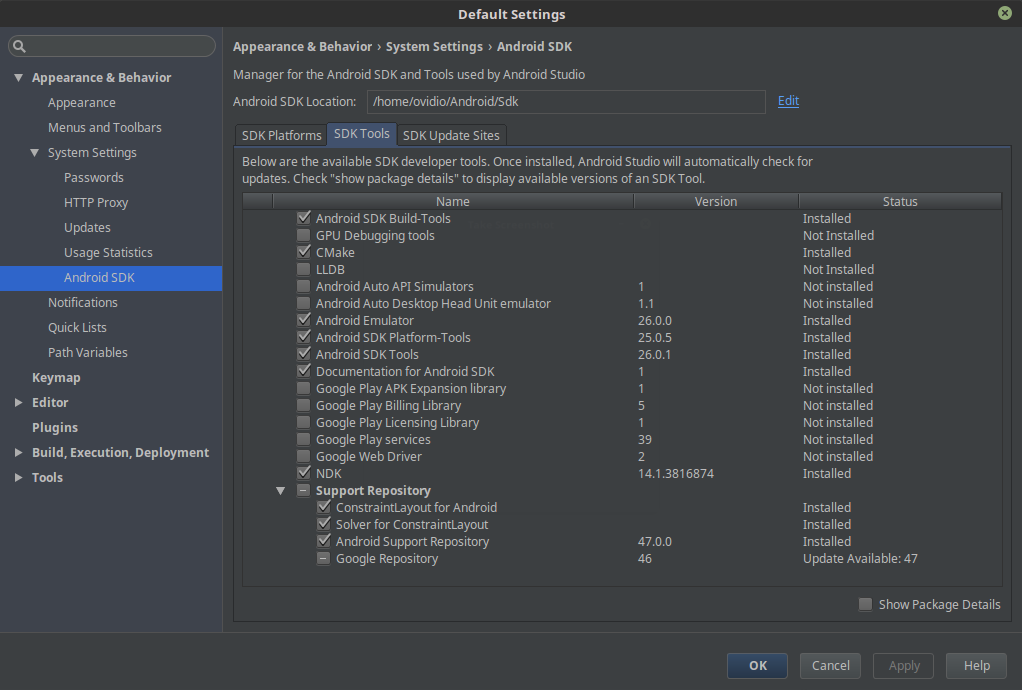 Default Settings
Appearance & Behavior › System Settings › Android SDK
Appearance & Behavior
Appearance
Menus and Toolbars
System Settings
Passwords
HTTP Proxy
Updates
Usage Statistics
Android SDK
Notifications
Quick Lists
Path Variables
Keymap
Editor
Plugins
Build, Execution, Deployment
Tools
Manager for the Android SDK and Tools used by Android Studio
Android SDK Location: /home/ovidio/Android/Sdk Edit
SDK Platforms SDK Tools SDK Update Sites
Below are the available SDK developer tools. Once installed, Android Studio will automatically check for
updates. Check "show package details" to display available versions of an SDK Tool.
Name Version Status
Android SDK Build-Tools Installed
GPU Debugging tools Not Installed
CMake Installed
LLDB Not Installed
Android Auto API Simulators 1 Not installed
Android Auto Desktop Head Unit emulator 1.1 Not installed
Android Emulator 26.0.0 Installed
Android SDK Platform-Tools 25.0.5 Installed
Android SDK Tools 26.0.1 Installed
Documentation for Android SDK 1 Installed
Google Play APK Expansion library 1 Not installed
Google Play Billing Library 5 Not installed
Google Play Licensing Library 1 Not installed
Google Play services 39 Not installed
Google Web Driver 2 Not installed
NDK 14.1.3816874 Installed
Support Repository
ConstraintLayout for Android Installed
Solver for ConstraintLayout Installed
Android Support Repository 47.0.0 Installed
Google Repository 46 Update Available: 47
Show Package Details
OK Cancel Apply Help